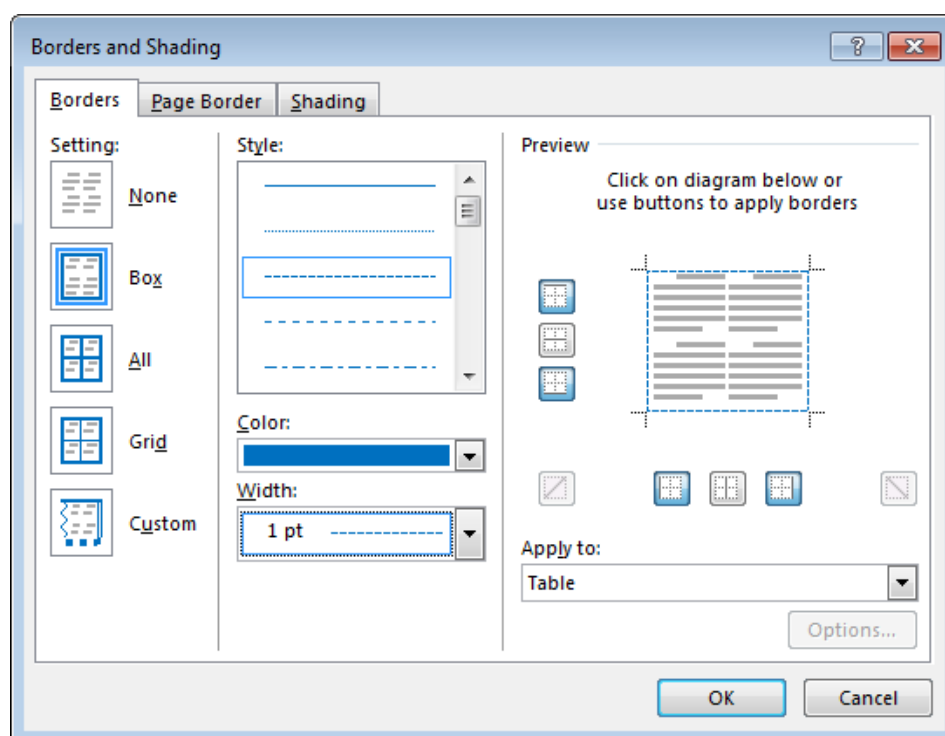 Borders and Shading
Borders
Page Border
Shading
Setting:
None
Box
All
Grid
Custom
Style:
Color:
Width:
1 pt
Preview
Click on diagram below or
use buttons to apply borders
Apply to:
Table
Options...
OK
Cancel